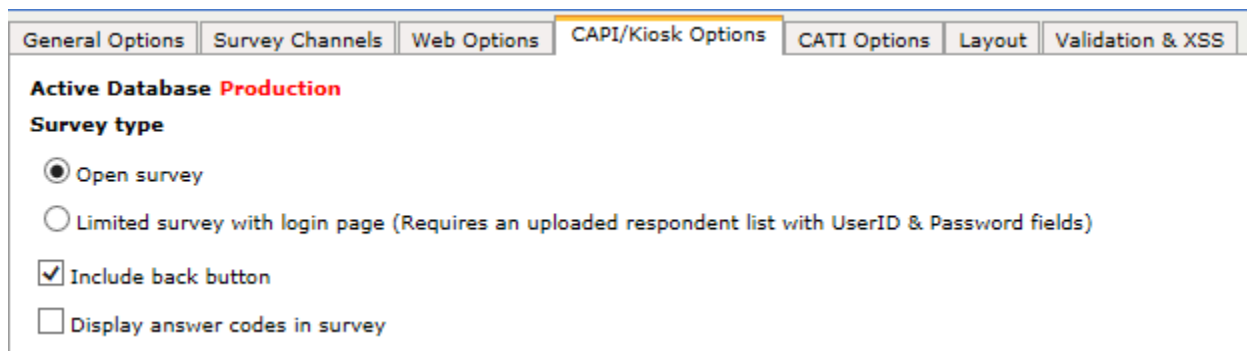 General Options Survey Channels Web Options CAPI/Kiosk Options CATI Options Layout Validation & XSS
Active Database Production
Survey type
Open survey
Limited survey with login page (Requires an uploaded respondent list with UserID & Password fields)
Include back button
Display answer codes in survey